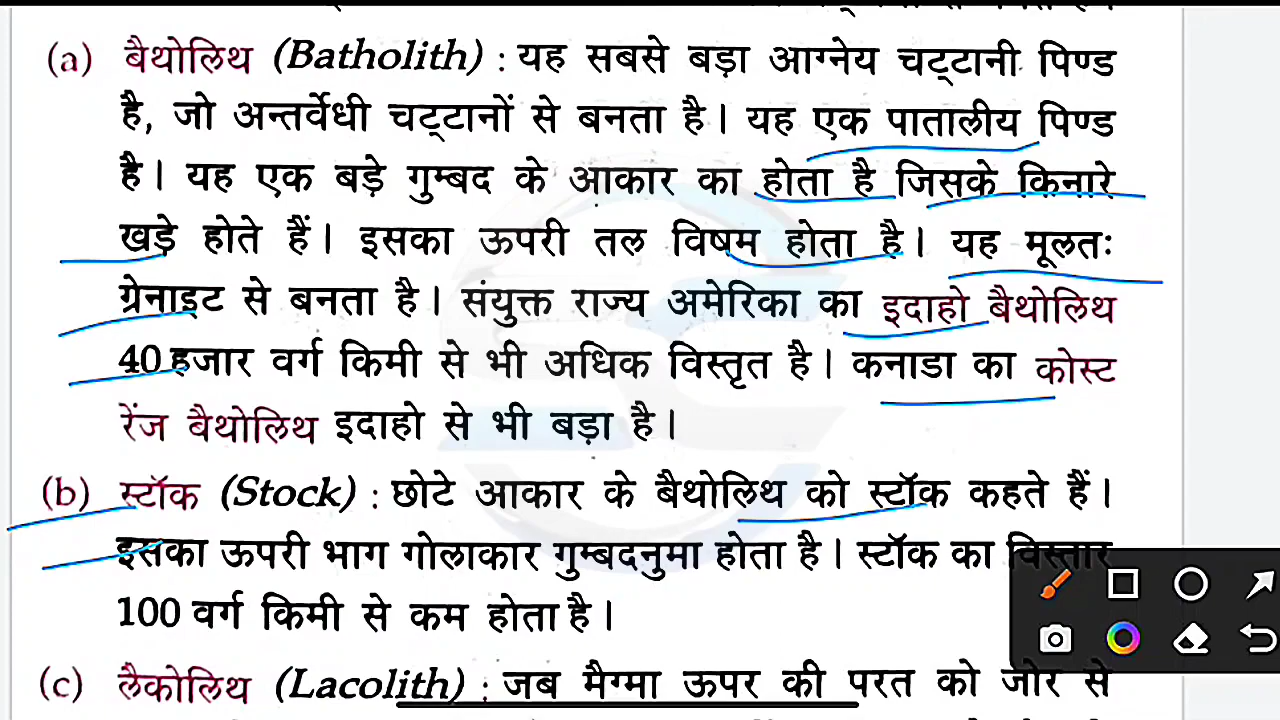 (a) बैथोलिथ (Batholith) : यह सबसे बड़ा आग्नेय चट्टानी पिण्ड
है, जो अन्तर्वेधी चट्टानों से बनता है। यह एक पातालीय पिण्ड
है। यह एक बड़े गुम्बद के आकार का होता है जिसके किनारे
खड़े होते हैं। इसका ऊपरी तल विषम होता है। यह मूलतः
ग्रेनाइट से बनता है। संयुक्त राज्य अमेरिका का इदाहो बैथोलिथ
40 हजार वर्ग किमी से भी अधिक विस्तृत है। कनाडा का कोस्ट
रेंज बैथोलिथ इदाहो से भी बड़ा है।
(b) स्टॉक (Stock) : छोटे आकार के बैथोलिथ को स्टॉक कहते हैं।
इसका ऊपरी भाग गोलाकार गुम्बदनुमा होता है। स्टॉक का विस्तार
100 वर्ग किमी से कम होता है।
(c) लैकोलिथ (Lacolith) : जब मैग्मा ऊपर की परत को जोर से